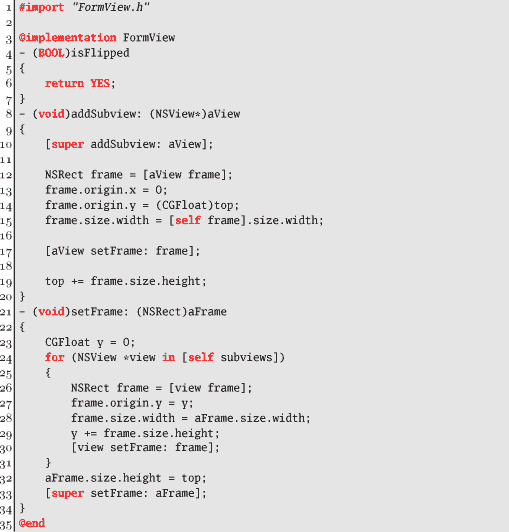 1 #import "FormView.h"
2
3 @implementation FormView
4 - (BOOL)isFlipped
5 {
6     return YES;
7 }
8 - (void)addSubview: (NSView*)aView
9 {
10     [super addSubview: aView];
11
12     NSRect frame = [aView frame];
13     frame.origin.x = 0;
14     frame.origin.y = (CGFloat)top;
15     frame.size.width = [self frame].size.width;
16
17     [aView setFrame: frame];
18
19     top += frame.size.height;
20 }
21 - (void)setFrame: (NSRect)aFrame
22 {
23     CGFloat y = 0;
24     for (NSView *view in [self subviews])
25     {
26         NSRect frame = [view frame];
27         frame.origin.y = y;
28         frame.size.width = aFrame.size.width;
29         y += frame.size.height;
30         [view setFrame: frame];
31     }
32     aFrame.size.height = top;
33     [super setFrame: aFrame];
34 }
35 @end